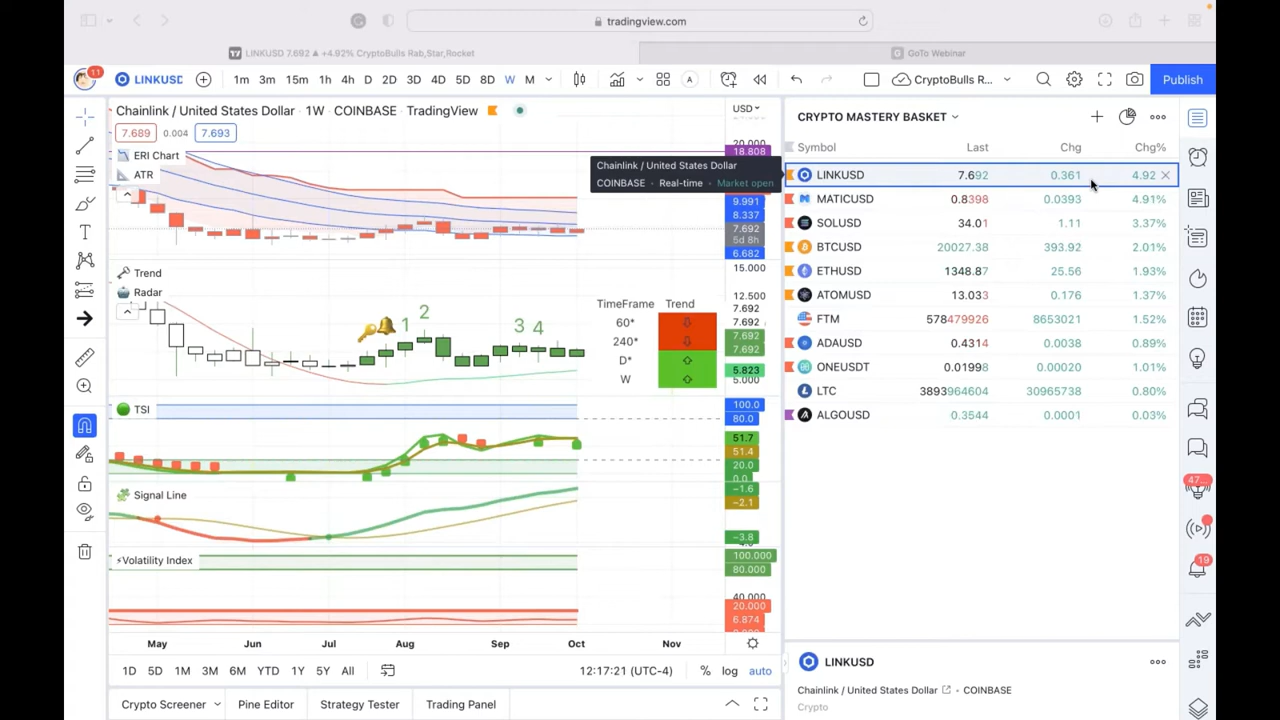 tradingview.com
LINKUSD 7.692 ▲ +4.92% CryptoBulls Rab,Star,Rocket
GoTo Webinar
11
LINKUSD
1m 3m 15m 1h 4h D 2D 3D 4D 5D 8D W M
CryptoBulls R...
Publish
Chainlink / United States Dollar · 1W · COINBASE · TradingView
7.689 0.004 7.693
ERI Chart
ATR
USD
20.000
18.808
9.991
8.337
7.692
5d 8h
6.682
Chainlink / United States Dollar
COINBASE · Real-time · Market open
Trend
Radar
1 2 3 4
TimeFrame Trend
60*
240*
D*
W
15.000
12.500
7.692
7.692
7.692
7.692
5.823
5.000
TSI
100.0
80.0
51.7
51.4
20.0
0.0
Signal Line
−1.6
−2.1
−3.8
⚡Volatility Index
100.000
80.000
40.000
20.000
6.874
May Jun Jul Aug Sep Oct Nov
1D 5D 1M 3M 6M YTD 1Y 5Y All
12:17:21 (UTC-4) % log auto
Crypto Screener Pine Editor Strategy Tester Trading Panel
CRYPTO MASTERY BASKET
Symbol Last Chg Chg%
LINKUSD 7.692 0.361 4.92
MATICUSD 0.8398 0.0393 4.91%
SOLUSD 34.01 1.11 3.37%
BTCUSD 20027.38 393.92 2.01%
ETHUSD 1348.87 25.56 1.93%
ATOMUSD 13.033 0.176 1.37%
FTM 578479926 8653021 1.52%
ADAUSD 0.4314 0.0038 0.89%
ONEUSDT 0.01998 0.00020 1.01%
LTC 3893964604 30965738 0.80%
ALGOUSD 0.3544 0.0001 0.03%
47...
19
LINKUSD
Chainlink / United States Dollar · COINBASE
Crypto